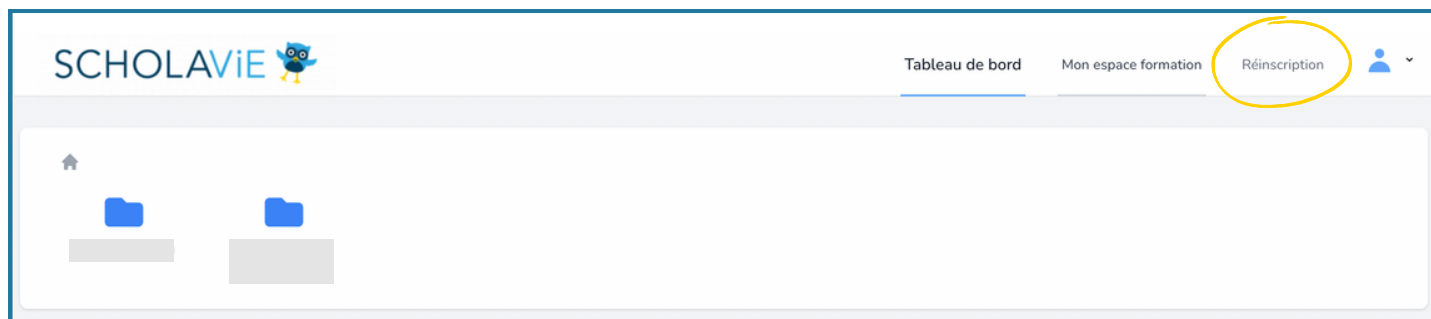 SCHOLAViE
Tableau de bord
Mon espace formation
Réinscription